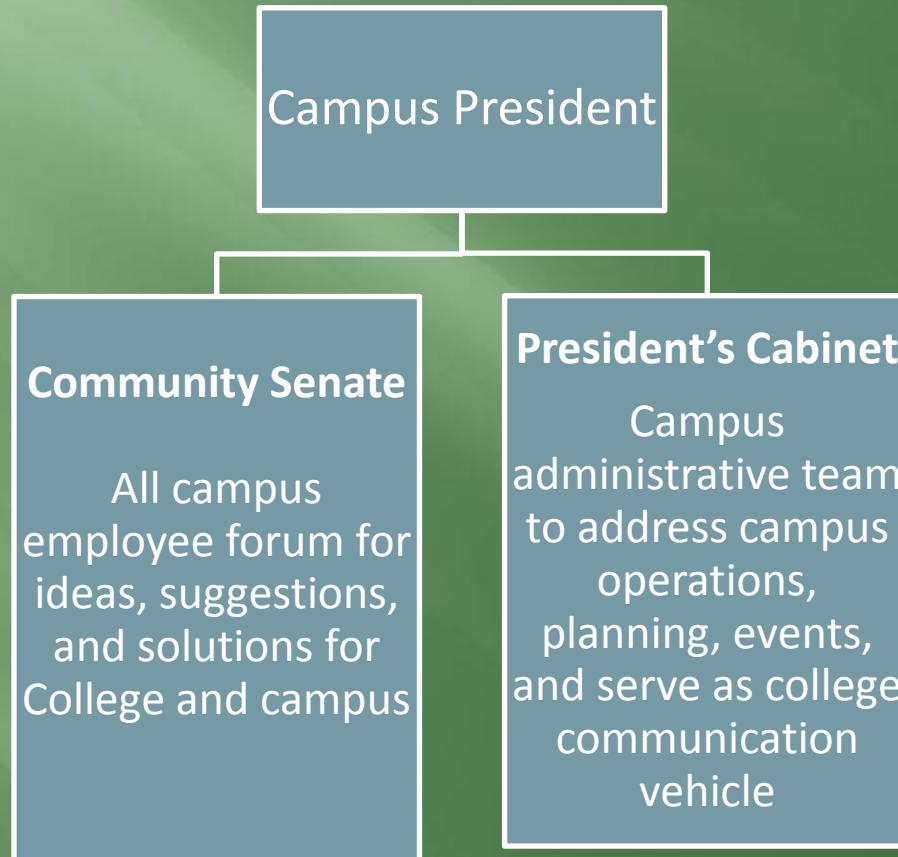 Campus President
Community Senate
All campus
employee forum for
ideas, suggestions,
and solutions for
College and campus
President’s Cabinet
Campus
administrative team
to address campus
operations,
planning, events,
and serve as college
communication
vehicle